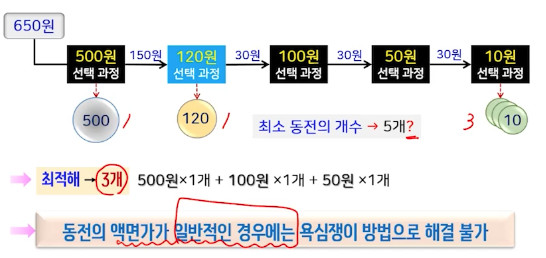 650원
500원 150원 120원 30원 100원 30원 50원 30원 10원
선택 과정 선택 과정 선택 과정 선택 과정 선택 과정
500 1 120 1 최소 동전의 개수 → 5개? 3 10
최적해 → 3개 500원×1개 + 100원 ×1개 + 50원 ×1개
동전의 액면가가 일반적인 경우에는 욕심쟁이 방법으로 해결 불가